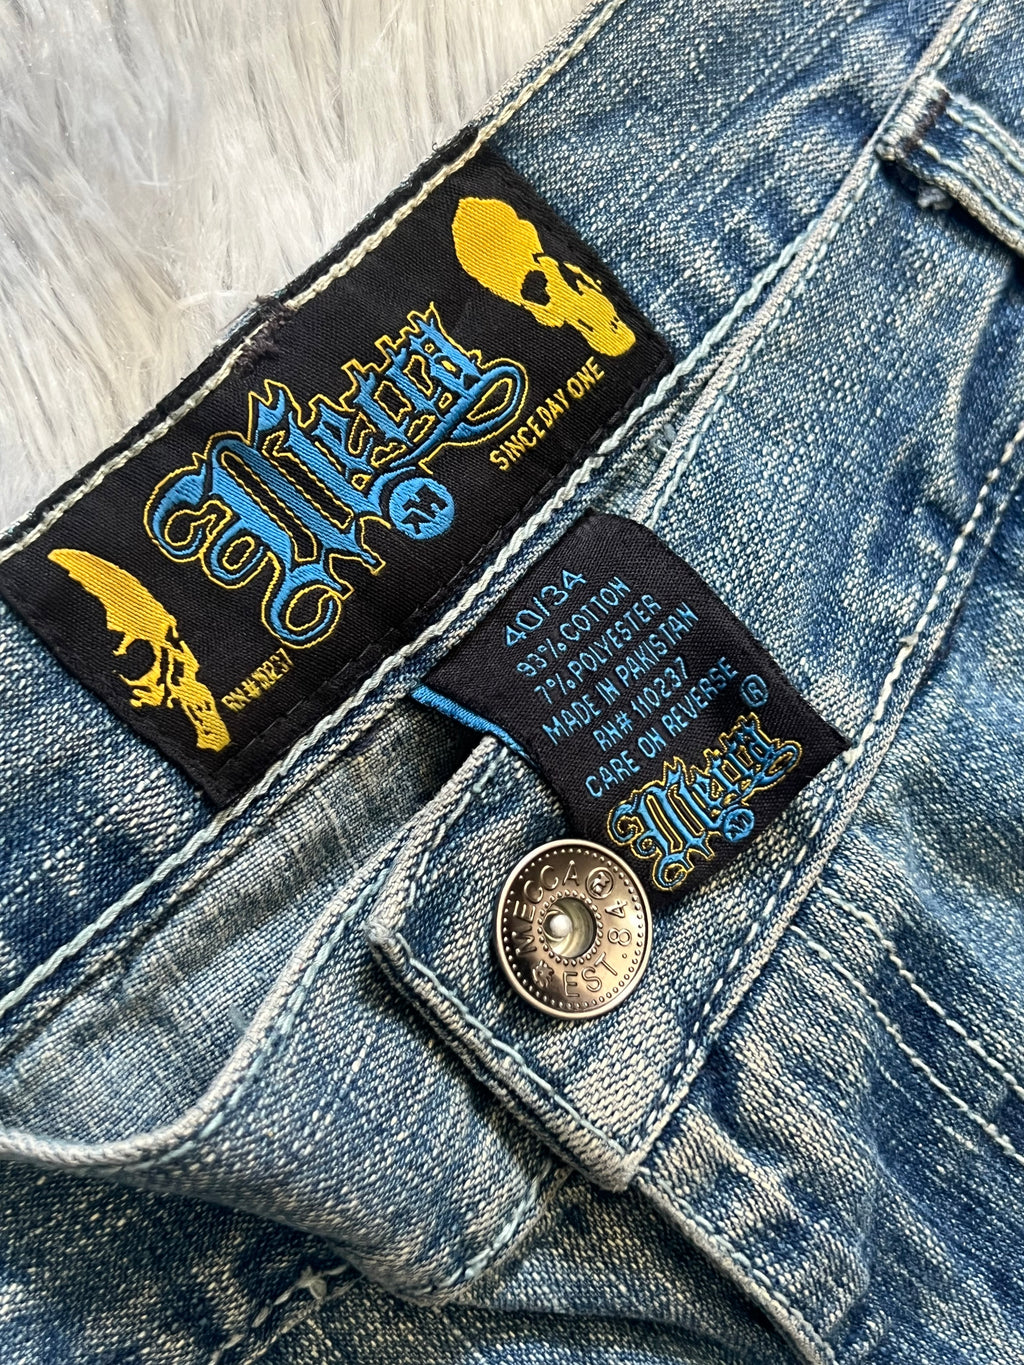 Mecca
SINCE DAY ONE
RN#110237
40/34
93% COTTON
7% POLYESTER
MADE IN PAKISTAN
RN# 110237
CARE ON REVERSE
®
Mecca
MECCA
EST. 84